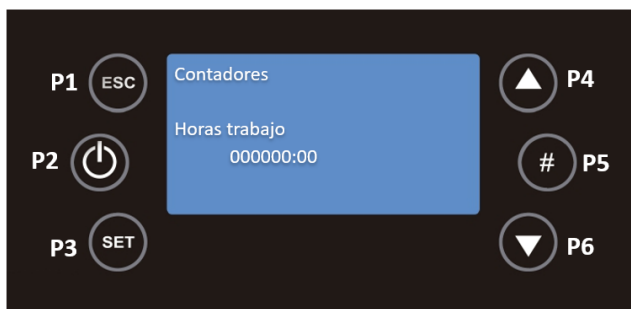 P1 ESC
P2
P3 SET
Contadores
Horas trabajo
000000:00
P4
# P5
P6